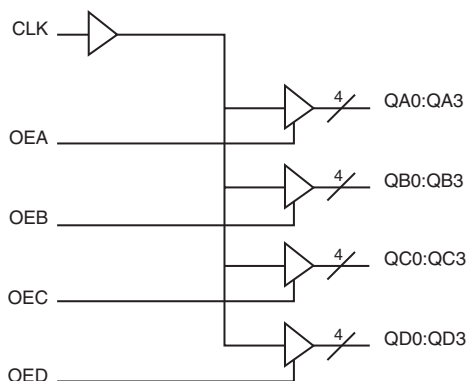 CLK
4
QA0:QA3
OEA
4
QB0:QB3
OEB
4
QC0:QC3
OEC
4
QD0:QD3
OED